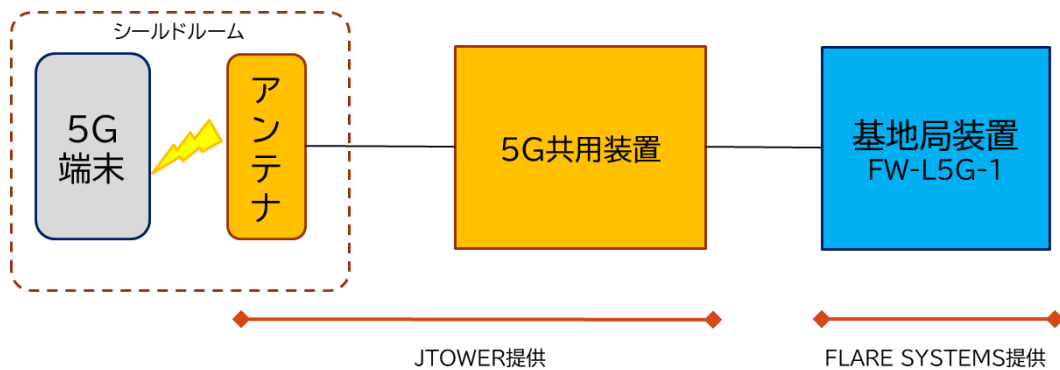 シールドルーム
5G
端末
アンテナ
5G共用装置
基地局装置
FW-L5G-1
JTOWER提供
FLARE SYSTEMS提供